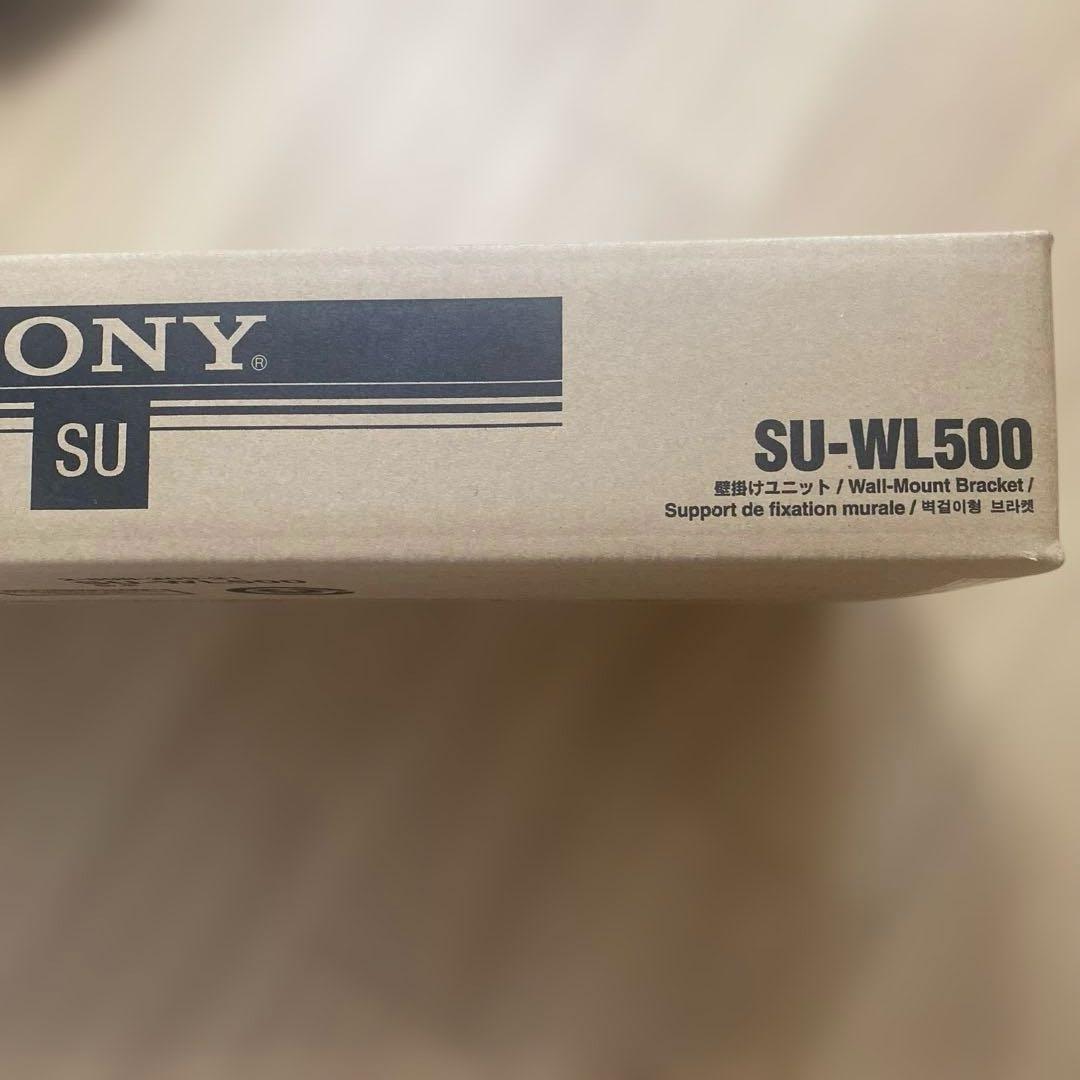 ONY®
SU
SU-WL500
壁掛けユニット / Wall-Mount Bracket /
Support de fixation murale / 벽걸이형 브라켓